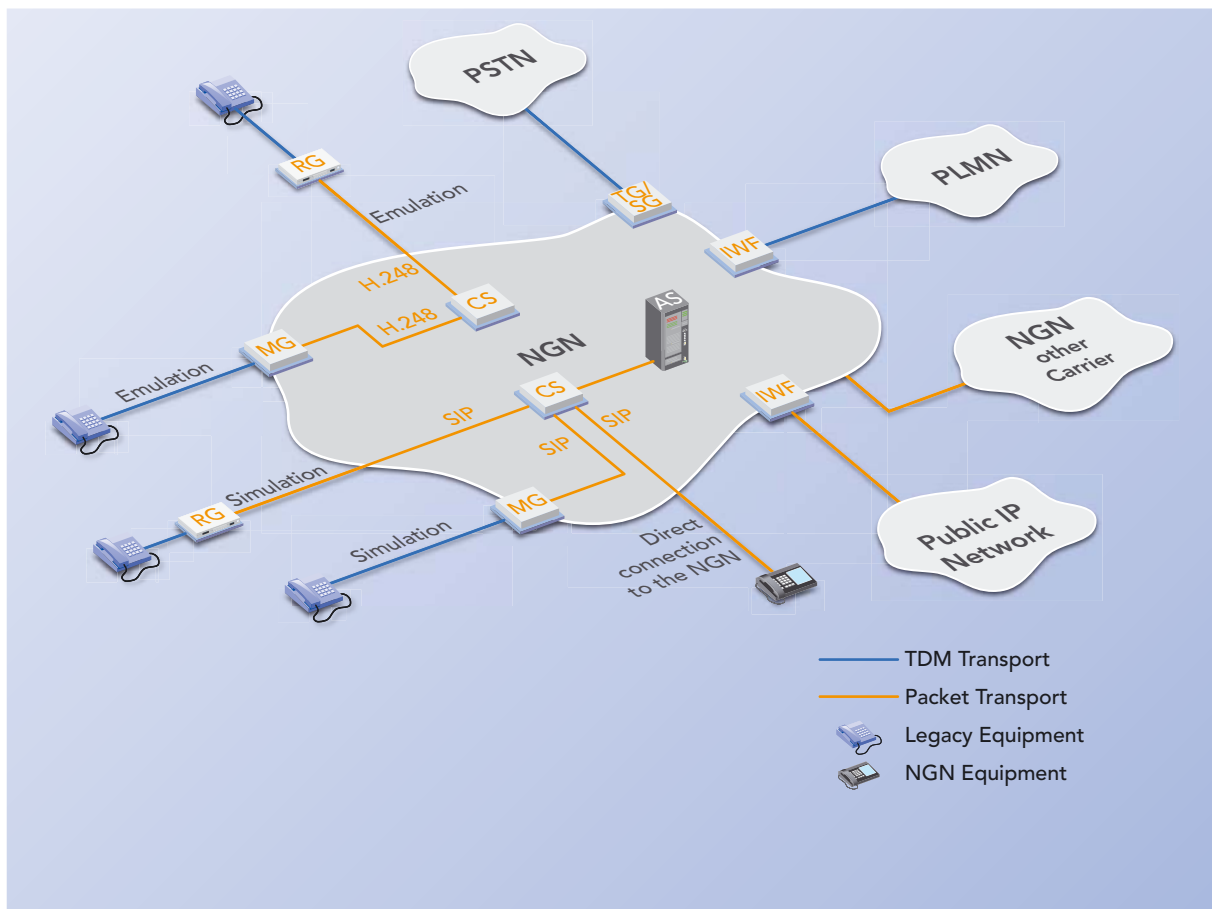 PSTN
RG
PLMN
TG/
SG
Emulation
IWF
H.248
CS
AS
H.248
NGN
other
Carrier
MG
NGN
Emulation
CS
IWF
SIP
SIP
SIP
Simulation
RG
MG
Public IP
Network
Simulation
Direct
connection
to the NGN
TDM Transport
Packet Transport
Legacy Equipment
NGN Equipment